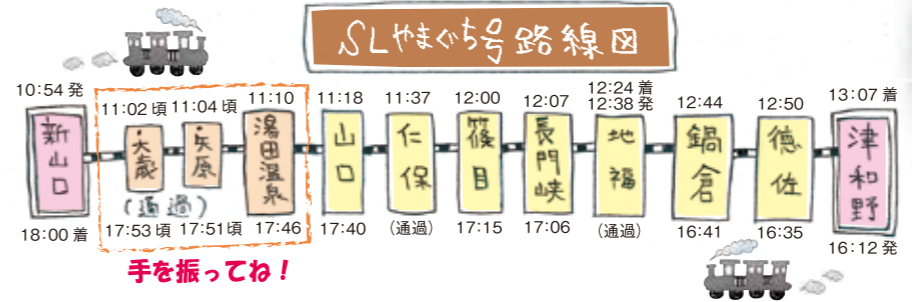 SLやまぐち号路線図
10:54 発
11:02 頃
11:04 頃
11:10
11:18
11:37
12:00
12:07
12:24 着
12:38 発
12:44
12:50
13:07 着
新山口
大歳
矢原
湯田温泉
山口
仁保
篠目
長門峡
地福
鍋倉
徳佐
津和野
(通過)
18:00 着
17:53 頃
17:51 頃
17:46
17:40
(通過)
17:15
17:06
(通過)
16:41
16:35
16:12 発
手を振ってね!